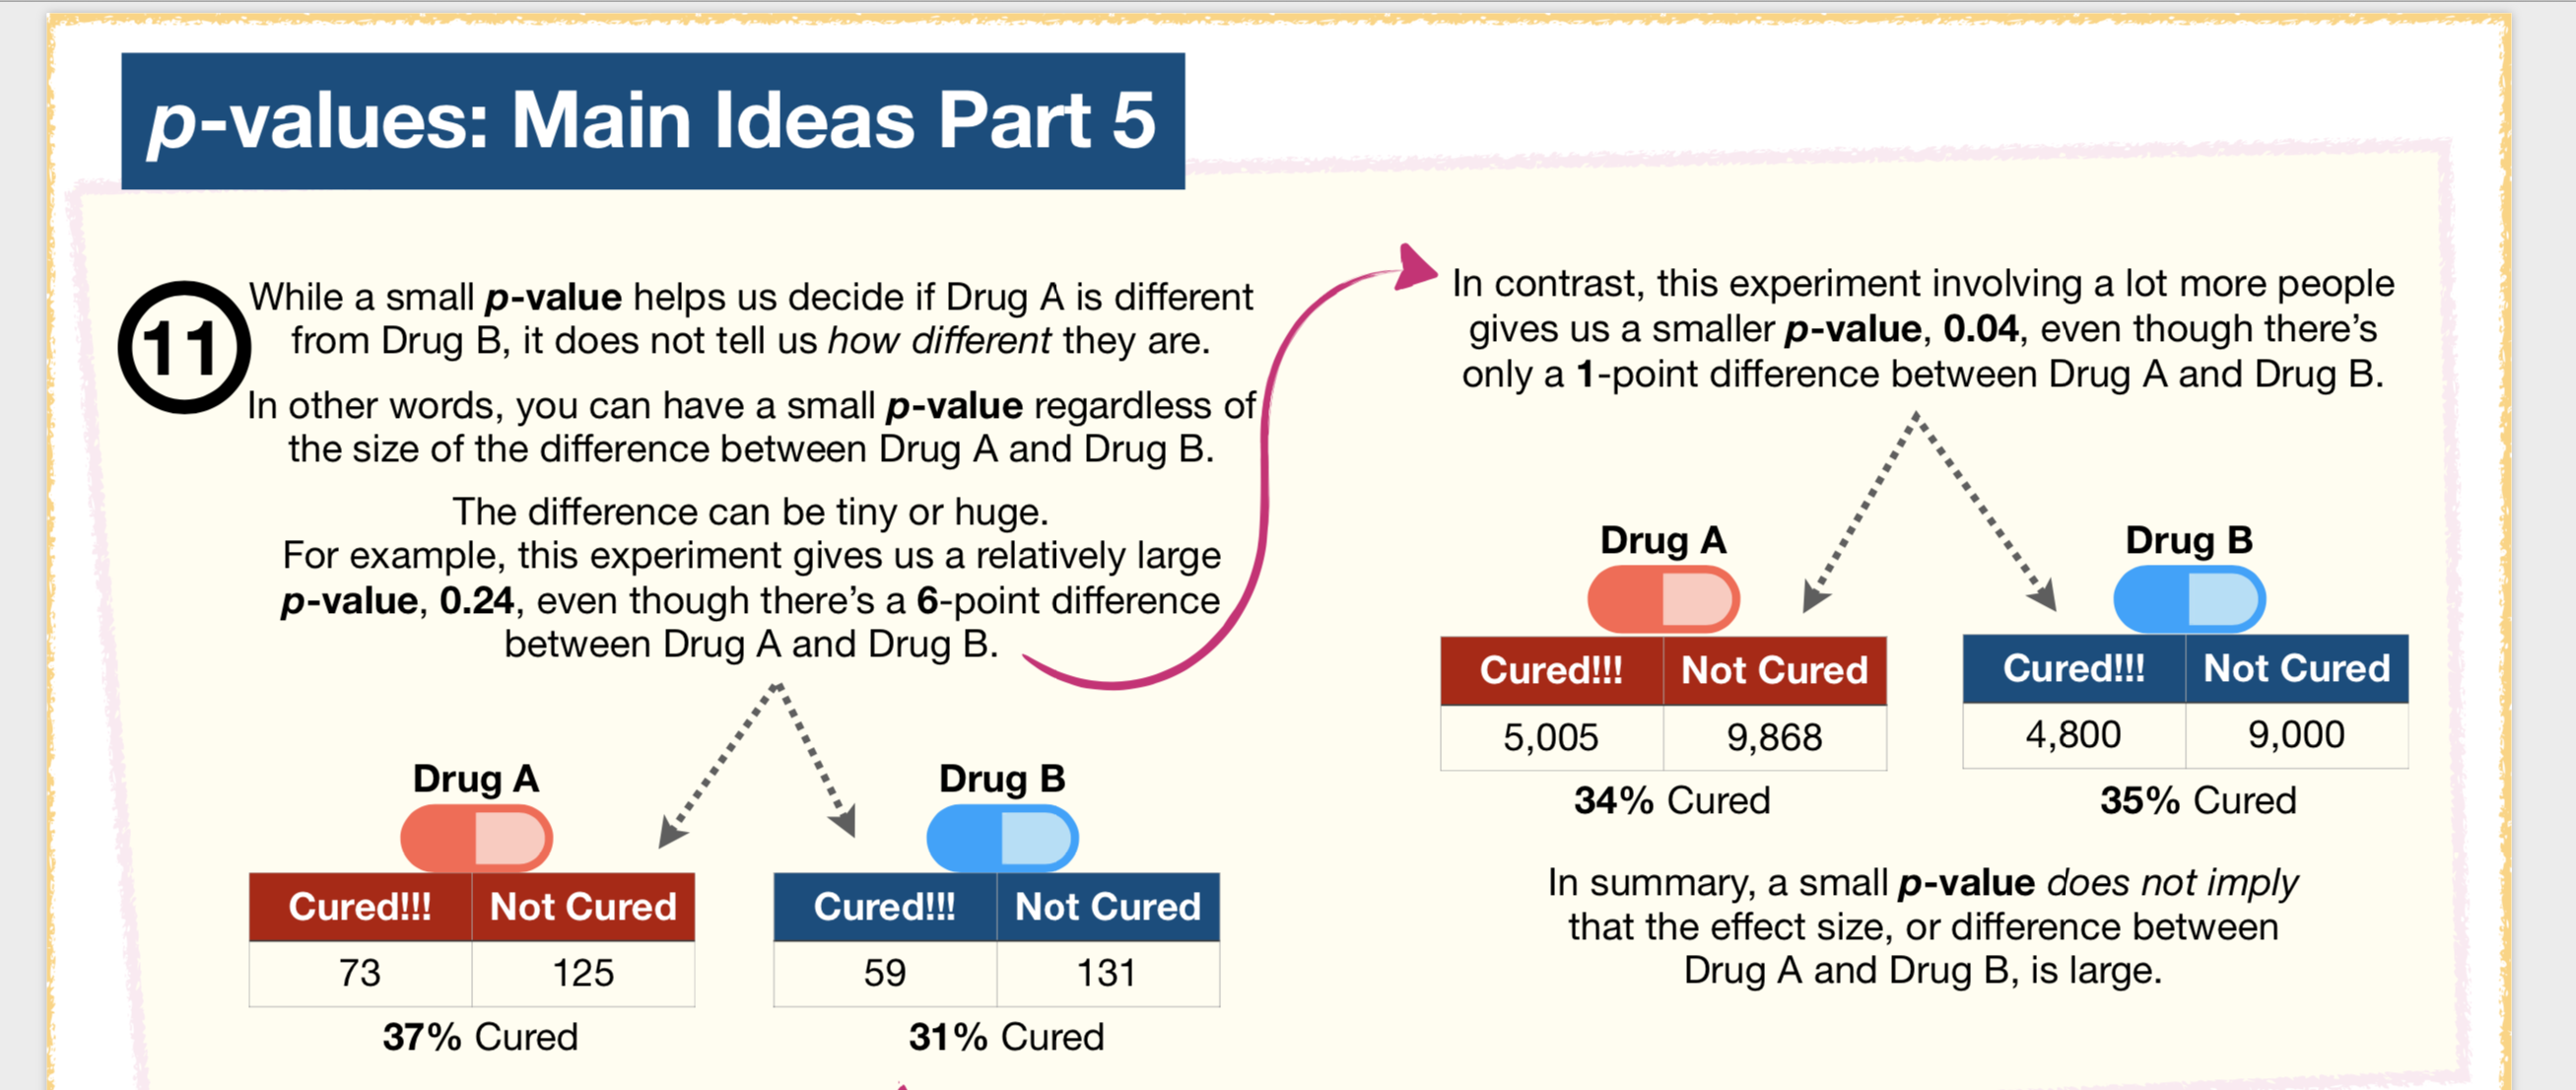 p-values: Main Ideas Part 5
11
While a small p-value helps us decide if Drug A is different
from Drug B, it does not tell us how different they are.
In other words, you can have a small p-value regardless of
the size of the difference between Drug A and Drug B.
The difference can be tiny or huge.
For example, this experiment gives us a relatively large
p-value, 0.24, even though there's a 6-point difference
between Drug A and Drug B.
Drug A
Drug B
Cured!!! Not Cured
Cured!!! Not Cured
73 125
59 131
37% Cured
31% Cured
In contrast, this experiment involving a lot more people
gives us a smaller p-value, 0.04, even though there's
only a 1-point difference between Drug A and Drug B.
Drug A
Drug B
Cured!!! Not Cured
Cured!!! Not Cured
5,005 9,868
4,800 9,000
34% Cured
35% Cured
In summary, a small p-value does not imply
that the effect size, or difference between
Drug A and Drug B, is large.